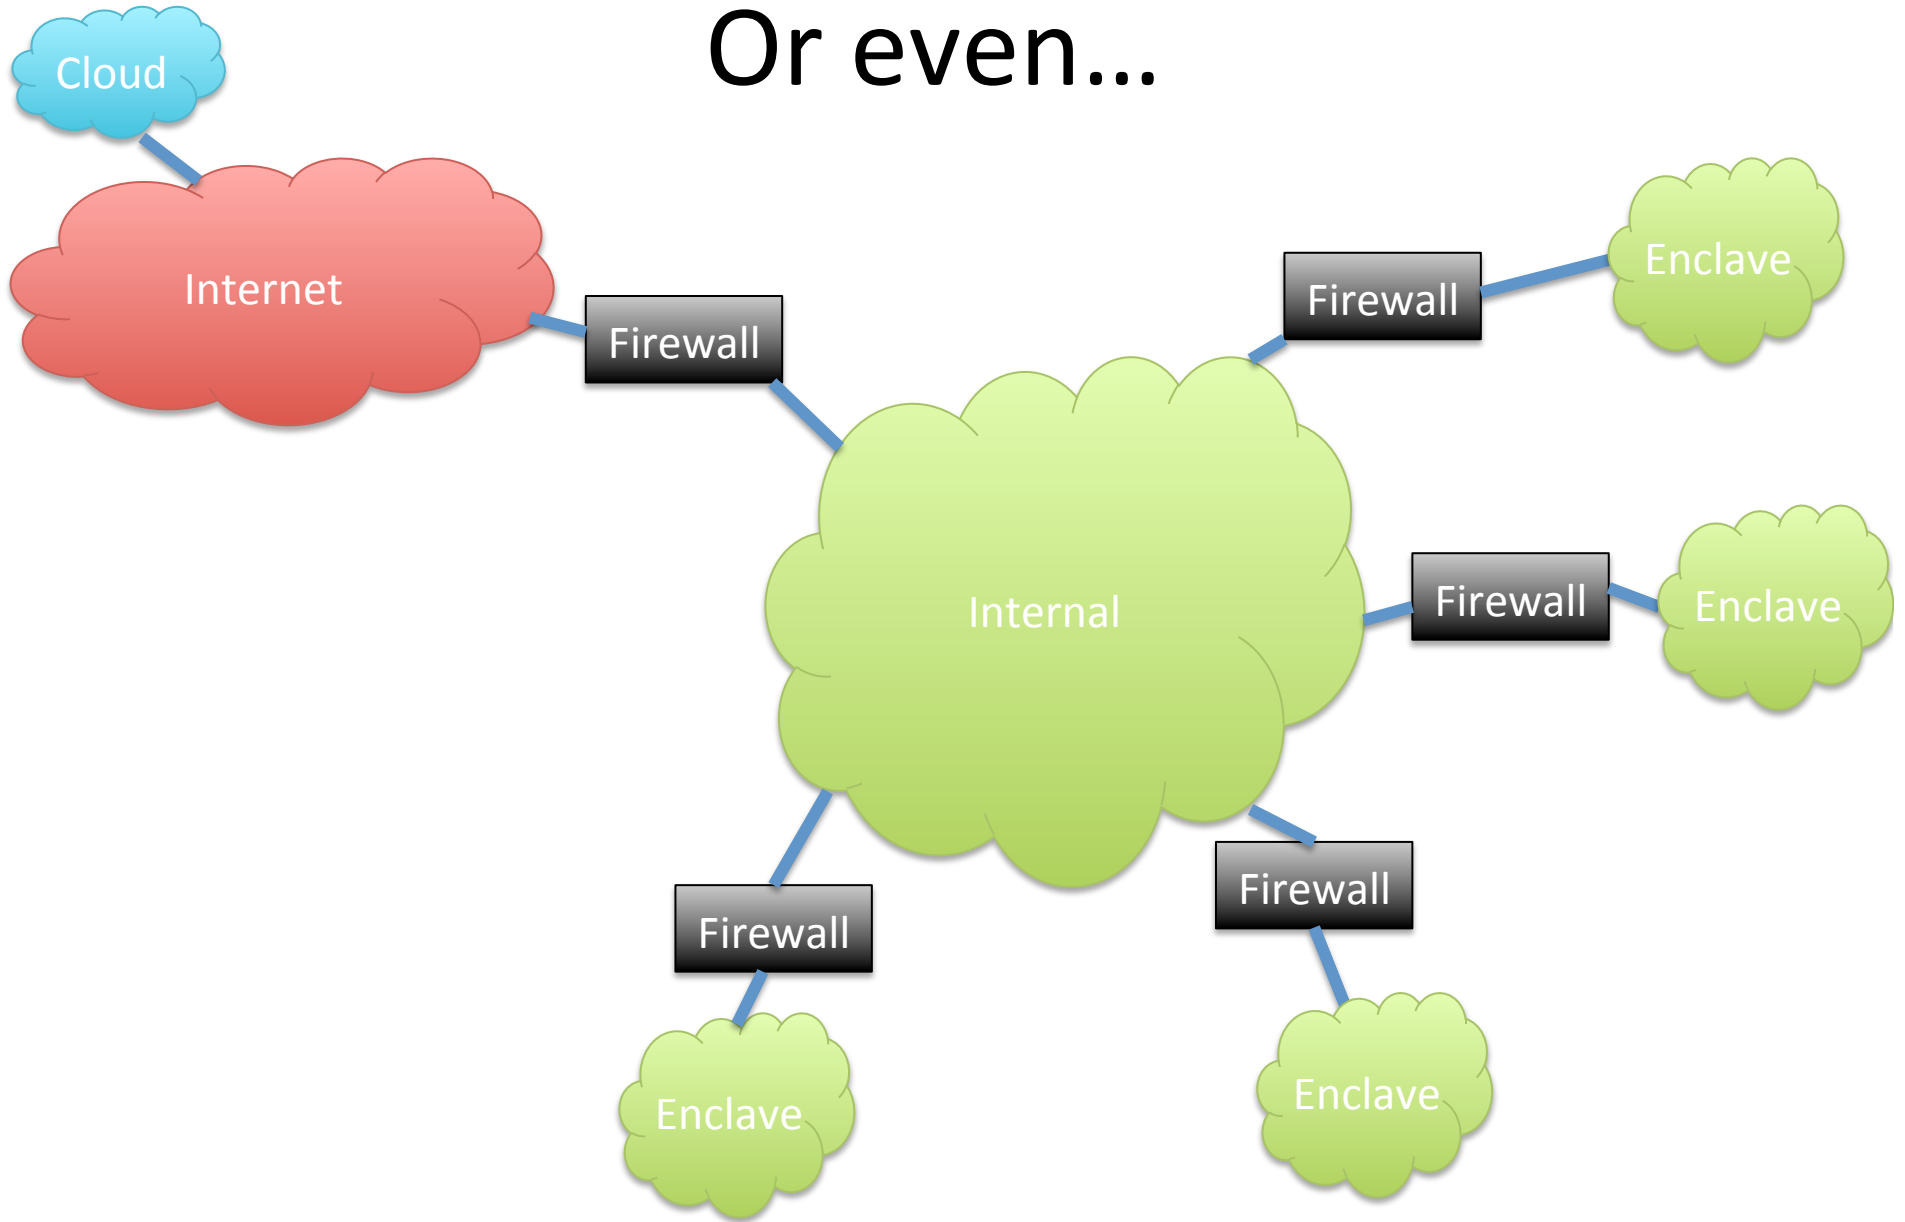 Or even…
Cloud
Internet
Firewall
Firewall
Enclave
Internal
Firewall
Enclave
Firewall
Firewall
Enclave
Enclave